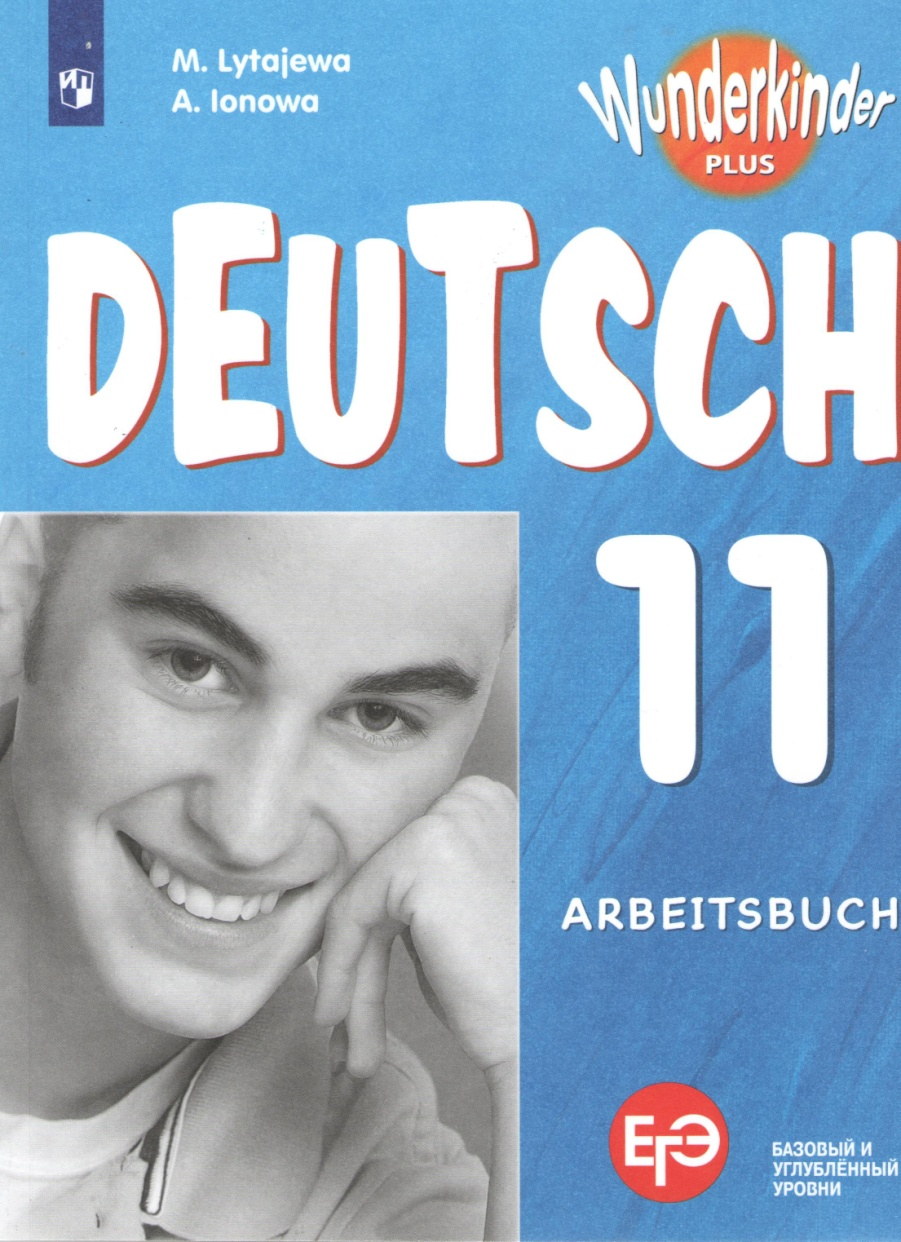 M. Lytajewa
A. Ionowa
Wunderkinder
PLUS
DEUTSCH
11
ARBEITSBUCH
ЕГЭ
БАЗОВЫЙ И
УГЛУБЛЁННЫЙ
УРОВНИ